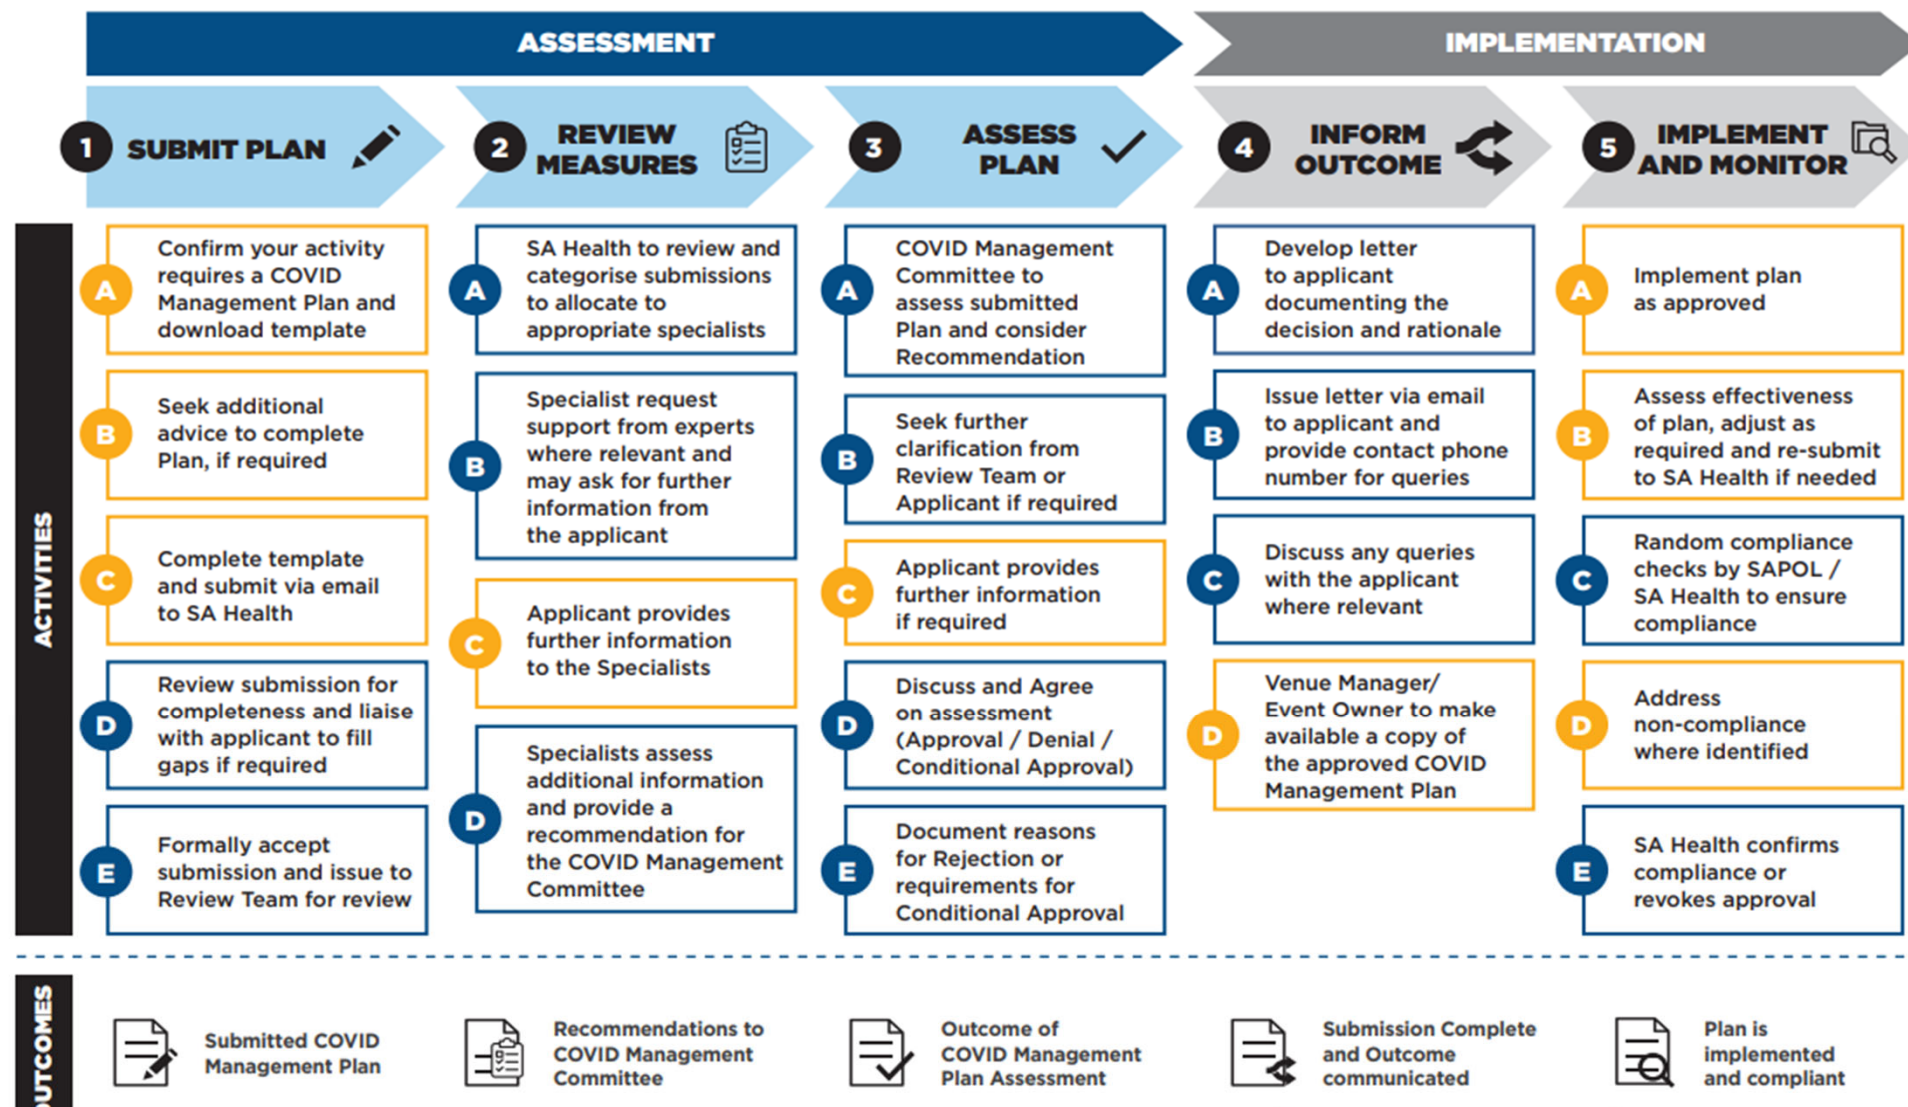 ASSESSMENT
IMPLEMENTATION
1
SUBMIT PLAN
2
REVIEW
MEASURES
3
ASSESS
PLAN
4
INFORM
OUTCOME
5
IMPLEMENT
AND MONITOR
ACTIVITIES
A
Confirm your activity
requires a COVID
Management Plan and
download template
B
Seek additional
advice to complete
Plan, if required
C
Complete template
and submit via email
to SA Health
D
Review submission for
completeness and liaise
with applicant to fill
gaps if required
E
Formally accept
submission and issue to
Review Team for review
A
SA Health to review and
categorise submissions
to allocate to
appropriate specialists
B
Specialist request
support from experts
where relevant and
may ask for further
information from
the applicant
C
Applicant provides
further information
to the Specialists
D
Specialists assess
additional information
and provide a
recommendation for
the COVID Management
Committee
A
COVID Management
Committee to
assess submitted
Plan and consider
Recommendation
B
Seek further
clarification from
Review Team or
Applicant if required
C
Applicant provides
further information
if required
D
Discuss and Agree
on assessment
(Approval / Denial /
Conditional Approval)
E
Document reasons
for Rejection or
requirements for
Conditional Approval
A
Develop letter
to applicant
documenting the
decision and rationale
B
Issue letter via email
to applicant and
provide contact phone
number for queries
C
Discuss any queries
with the applicant
where relevant
D
Venue Manager/
Event Owner to make
available a copy of
the approved COVID
Management Plan
A
Implement plan
as approved
B
Assess effectiveness
of plan, adjust as
required and re-submit
to SA Health if needed
C
Random compliance
checks by SAPOL /
SA Health to ensure
compliance
D
Address
non-compliance
where identified
E
SA Health confirms
compliance or
revokes approval
OUTCOMES
Submitted COVID
Management Plan
Recommendations to
COVID Management
Committee
Outcome of
COVID Management
Plan Assessment
Submission Complete
and Outcome
communicated
Plan is
implemented
and compliant